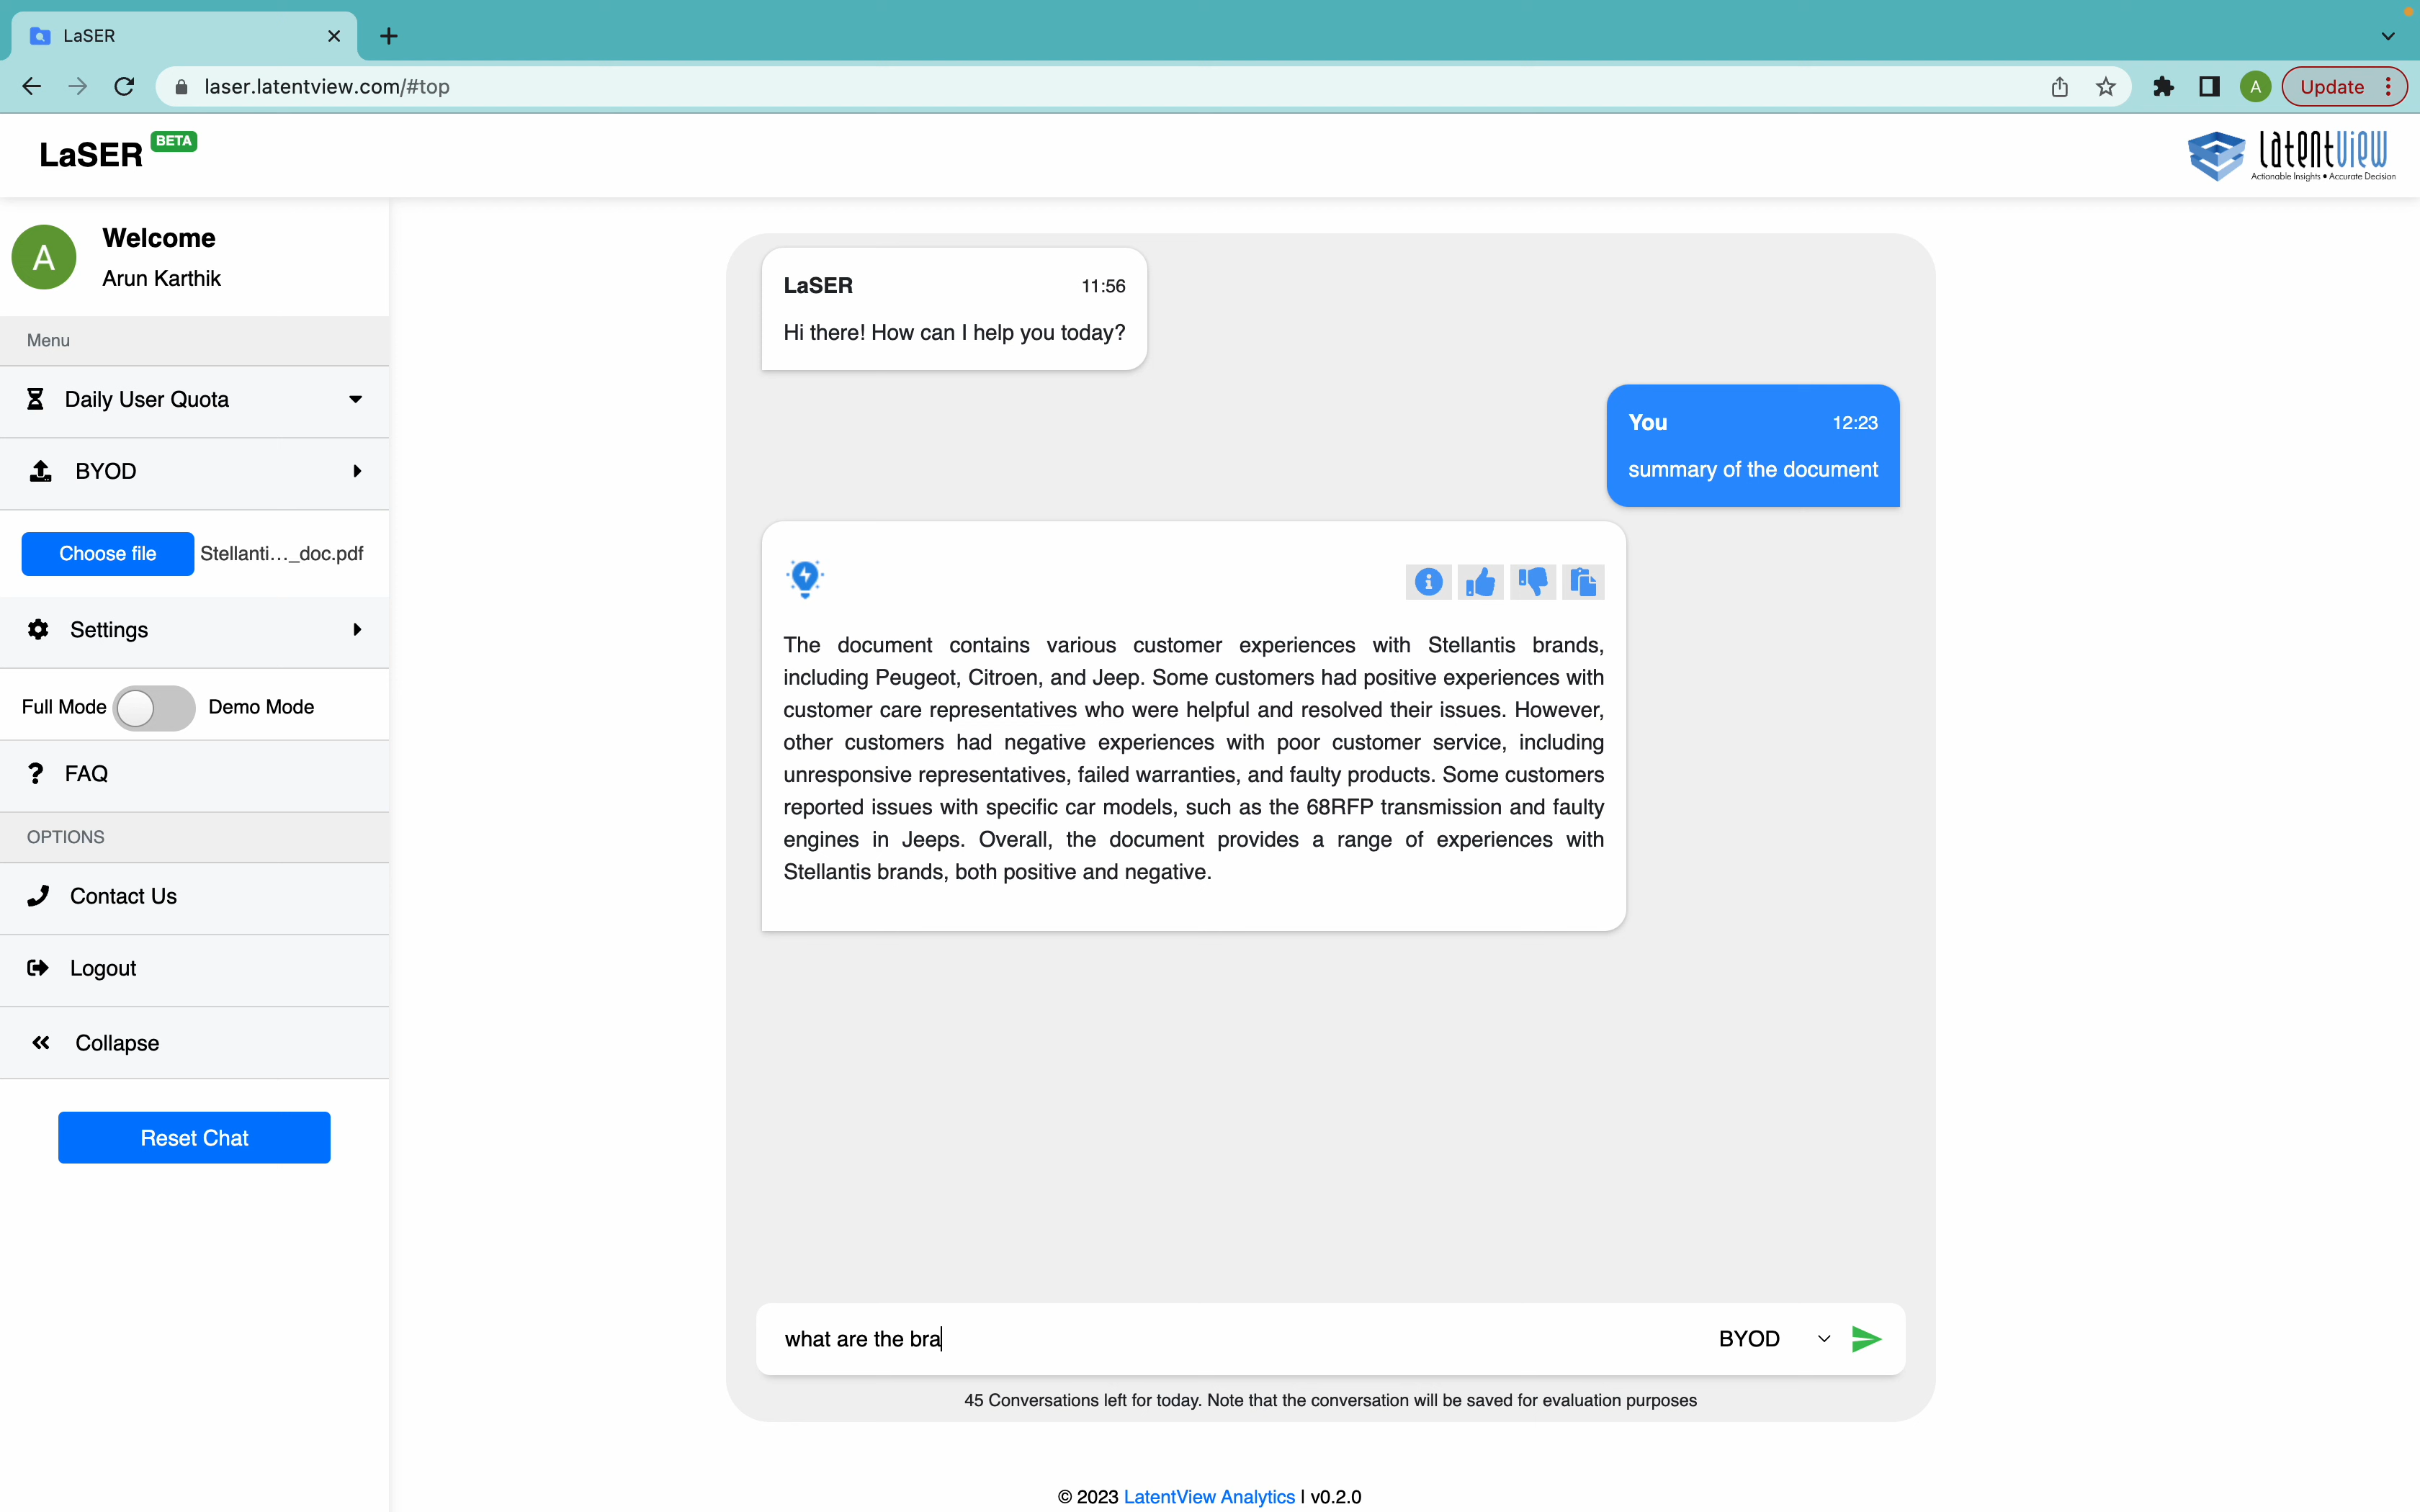 LaSER
laser.latentview.com/#top
A
Update
LaSER BETA
LatentView
Actionable Insights • Accurate Decision
A
Welcome
Arun Karthik
Menu
Daily User Quota
BYOD
Choose file Stellanti…_doc.pdf
Settings
Full Mode Demo Mode
FAQ
OPTIONS
Contact Us
Logout
Collapse
Reset Chat
LaSER 11:56
Hi there! How can I help you today?
You 12:23
summary of the document
The document contains various customer experiences with Stellantis brands,
including Peugeot, Citroen, and Jeep. Some customers had positive experiences with
customer care representatives who were helpful and resolved their issues. However,
other customers had negative experiences with poor customer service, including
unresponsive representatives, failed warranties, and faulty products. Some customers
reported issues with specific car models, such as the 68RFP transmission and faulty
engines in Jeeps. Overall, the document provides a range of experiences with
Stellantis brands, both positive and negative.
what are the bra
BYOD
45 Conversations left for today. Note that the conversation will be saved for evaluation purposes
© 2023 LatentView Analytics | v0.2.0